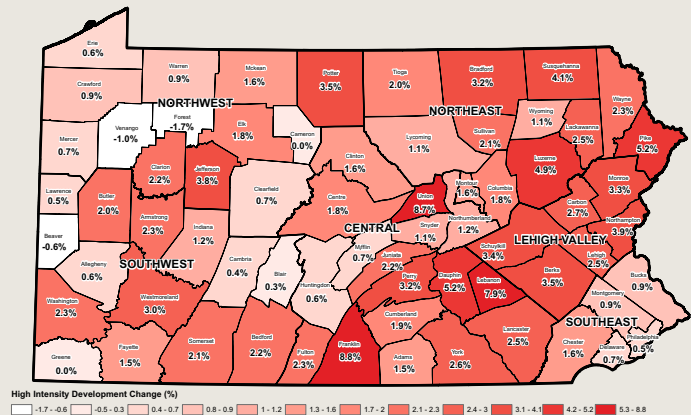 Erie
0.6%
Crawford
0.9%
Warren
0.9%
Mckean
1.6%
Potter
3.5%
Tioga
2.0%
Bradford
3.2%
Susquehanna
4.1%
Wayne
2.3%
NORTHWEST
NORTHEAST
Mercer
0.7%
Venango
-1.0%
Forest
-1.7%
Elk
1.8%
Cameron
0.0%
Clinton
1.6%
Lycoming
1.1%
Sullivan
2.1%
Wyoming
1.1%
Lackawanna
2.5%
Pike
5.2%
Lawrence
0.5%
Butler
2.0%
Clarion
2.2%
Jefferson
3.8%
Clearfield
0.7%
Centre
1.8%
Union
8.7%
Montour
1.6%
Columbia
1.8%
Luzerne
4.9%
Monroe
3.3%
Carbon
2.7%
Northampton
3.9%
Beaver
-0.6%
Armstrong
2.3%
Indiana
1.2%
CENTRAL
Snyder
1.1%
Northumberland
1.2%
LEHIGH VALLEY
Schuylkill
3.4%
Lehigh
2.5%
Allegheny
0.6%
SOUTHWEST
Cambria
0.4%
Blair
0.3%
Huntingdon
0.6%
Mifflin
0.7%
Juniata
2.2%
Perry
3.2%
Dauphin
5.2%
Lebanon
7.9%
Berks
3.5%
Bucks
0.9%
Montgomery
0.9%
Washington
2.3%
Westmoreland
3.0%
Cumberland
1.9%
Lancaster
2.5%
SOUTHEAST
Philadelphia
0.5%
Greene
0.0%
Fayette
1.5%
Somerset
2.1%
Bedford
2.2%
Fulton
2.3%
Franklin
8.8%
Adams
1.5%
York
2.6%
Chester
1.6%
Delaware
0.7%
High Intensity Development Change (%)
-1.7 - -0.6 -0.5 - 0.3 0.4 - 0.7 0.8 - 0.9 1 - 1.2 1.3 - 1.6 1.7 - 2 2.1 - 2.3 2.4 - 3 3.1 - 4.1 4.2 - 5.2 5.3 - 8.8